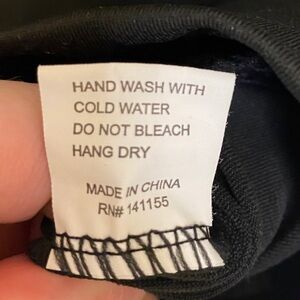 HAND WASH WITH
COLD WATER
DO NOT BLEACH
HANG DRY
MADE IN CHINA
RN# 141155